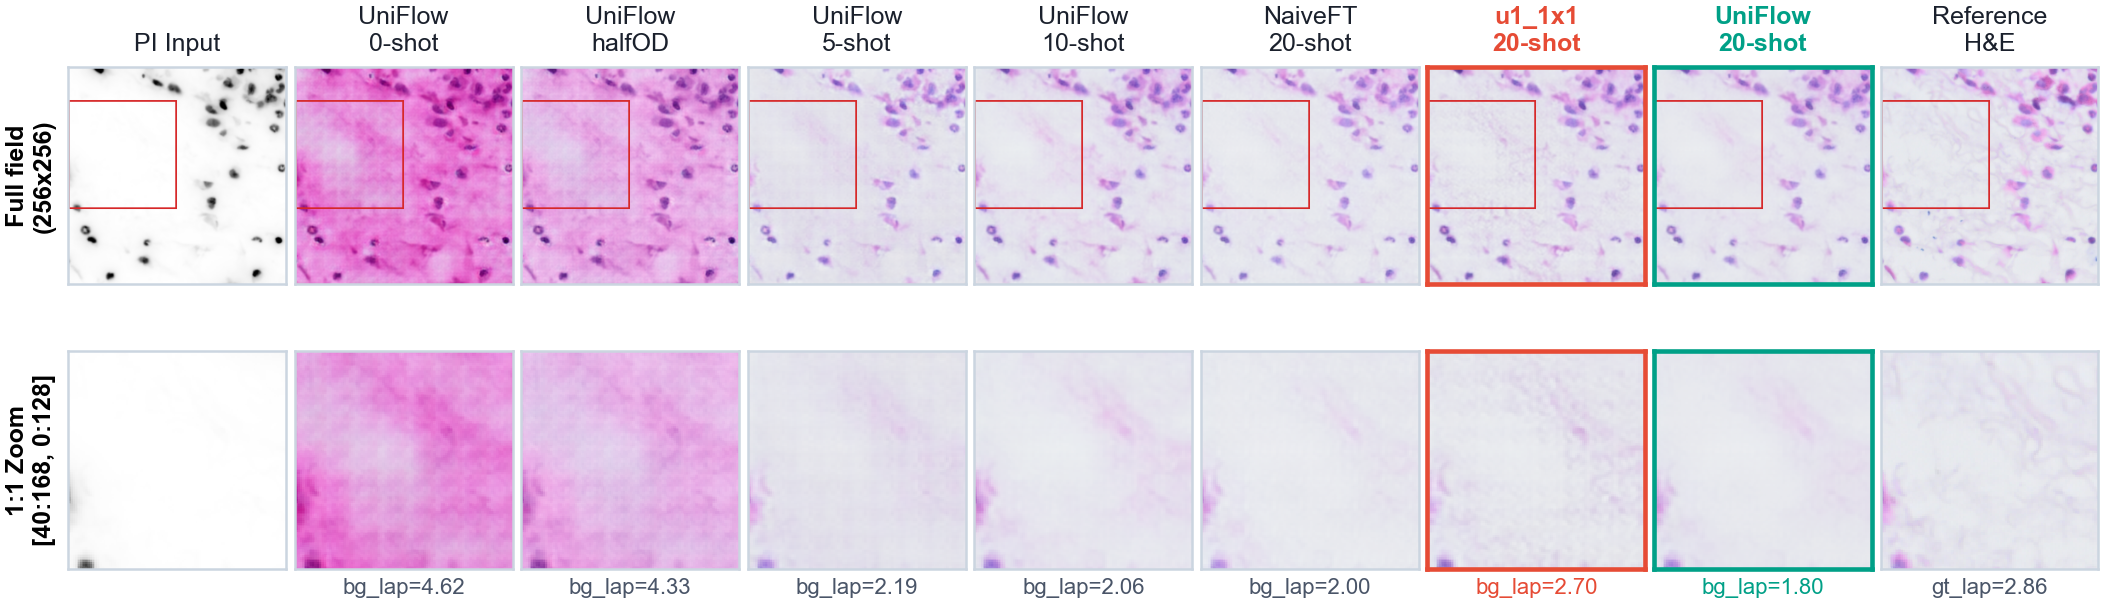 PI Input
UniFlow
0-shot
UniFlow
halfOD
UniFlow
5-shot
UniFlow
10-shot
NaiveFT
20-shot
u1_1x1
20-shot
UniFlow
20-shot
Reference
H&E
Full field
(256x256)
1:1 Zoom
[40:168, 0:128]
bg_lap=4.62
bg_lap=4.33
bg_lap=2.19
bg_lap=2.06
bg_lap=2.00
bg_lap=2.70
bg_lap=1.80
gt_lap=2.86